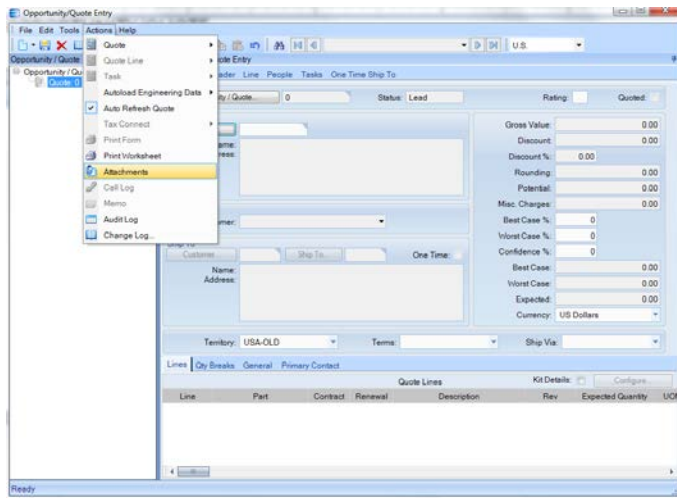 Opportunity/Quote Entry
File Edit Tools Actions Help
U.S.
Opportunity / Quote
Quote Entry
Opportunity / Qu
Quote: 0
Quote
Quote Line
Task
Autoload Engineering Data
Auto Refresh Quote
Tax Connect
Print Form
Print Worksheet
Attachments
Call Log
Memo
Audit Log
Change Log...
ader Line People Tasks One Time Ship To
ty / Quote... 0 Status: Lead Rating: Quoted:
ame:
ress:
Gross Value: 0.00
Discount: 0.00
Discount %: 0.00
Rounding: 0.00
Potential: 0.00
Misc. Charges: 0.00
omer:
Best Case %: 0
Worst Case %: 0
Ship To
Customer... Ship To... One Time:
Confidence %: 0
Name:
Address:
Best Case: 0.00
Worst Case: 0.00
Expected: 0.00
Currency: US Dollars
Territory: USA-OLD Terms: Ship Via:
Lines Qty Breaks General Primary Contact
Quote Lines Kit Details: Configure...
Line Part Contract Renewal Description Rev Expected Quantity UOM
Ready